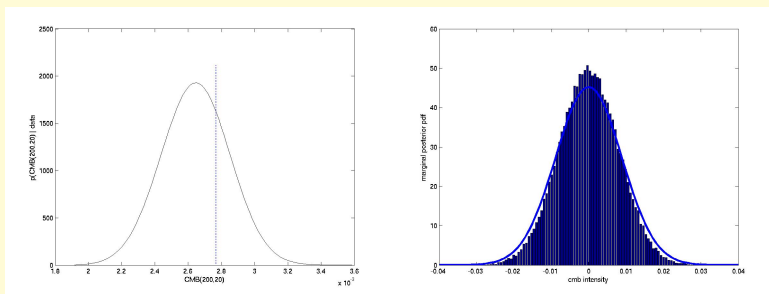 2500
2000
1500
1000
500
0
p(CMB(200,20) | data
1.8 2 2.2 2.4 2.6 2.8 3 3.2 3.4 3.6
CMB(200,20)
x 10⁻³
60
50
40
30
20
10
0
marginal posterior pdf
-0.04 -0.03 -0.02 -0.01 0 0.01 0.02 0.03 0.04
cmb intensity